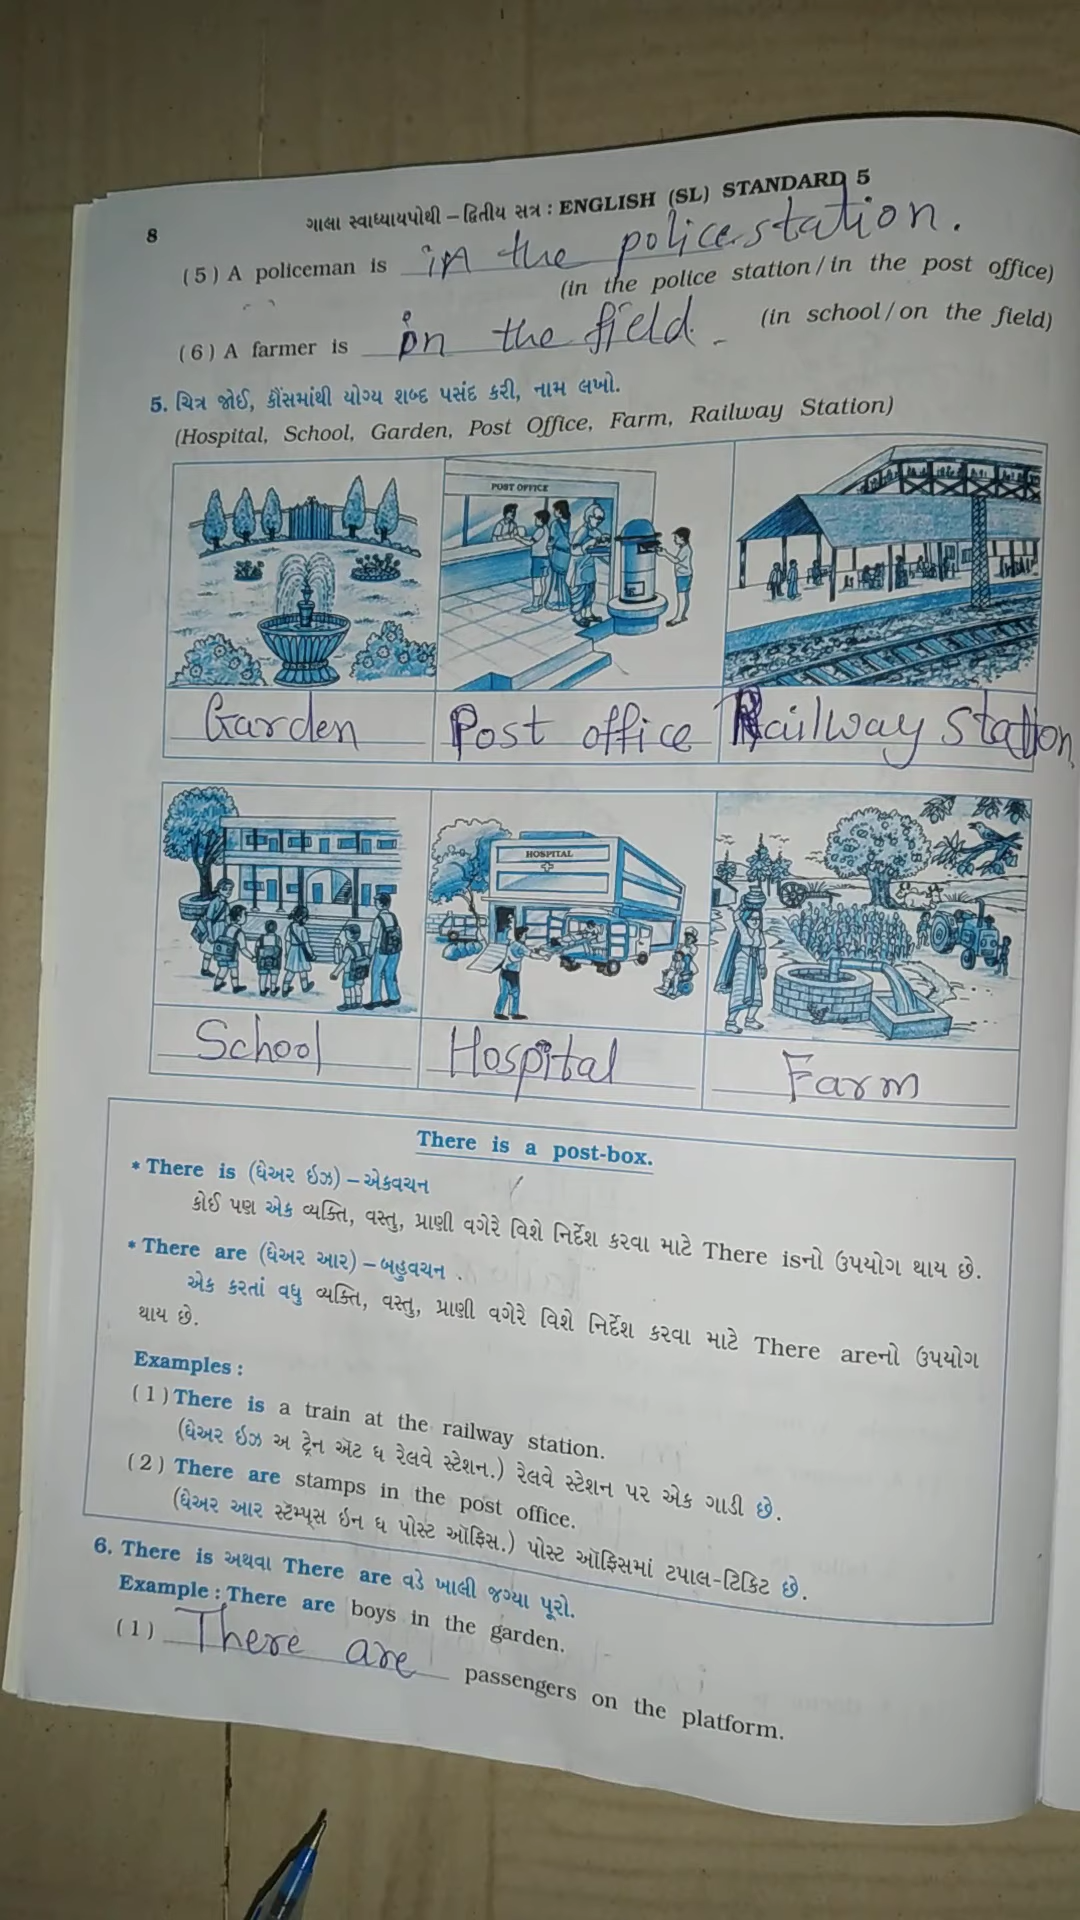 8
ગાલા સ્વાધ્યાયપોથી – દ્વિતીય સત્ર : ENGLISH (SL) STANDARD 5
(5) A policeman is in the police station.
(in the police station / in the post office)
(6) A farmer is on the field. (in school / on the field)
5. ચિત્ર જોઈ, કૌંસમાંથી યોગ્ય શબ્દ પસંદ કરી, નામ લખો.
(Hospital, School, Garden, Post Office, Farm, Railway Station)
POST OFFICE
Garden Post office Railway Station
HOSPITAL
School Hospital Farm
There is a post-box.
* There is (ધેઅર ઇઝ) – એકવચન
કોઈ પણ એક વ્યક્તિ, વસ્તુ, પ્રાણી વગેરે વિશે નિર્દેશ કરવા માટે There isનો ઉપયોગ થાય છે.
* There are (ધેઅર આર) – બહુવચન .
એક કરતાં વધુ વ્યક્તિ, વસ્તુ, પ્રાણી વગેરે વિશે નિર્દેશ કરવા માટે There areનો ઉપયોગ
થાય છે.
Examples :
(1) There is a train at the railway station.
(ધેઅર ઇઝ અ ટ્રેન ઍટ ધ રેલવે સ્ટેશન.) રેલવે સ્ટેશન પર એક ગાડી છે.
(2) There are stamps in the post office.
(ધેઅર આર સ્ટૅમ્પ્સ ઇન ધ પોસ્ટ ઑફિસ.) પોસ્ટ ઑફિસમાં ટપાલ-ટિકિટ છે.
6. There is અથવા There are વડે ખાલી જગ્યા પૂરો.
Example : There are boys in the garden.
(1) There are passengers on the platform.